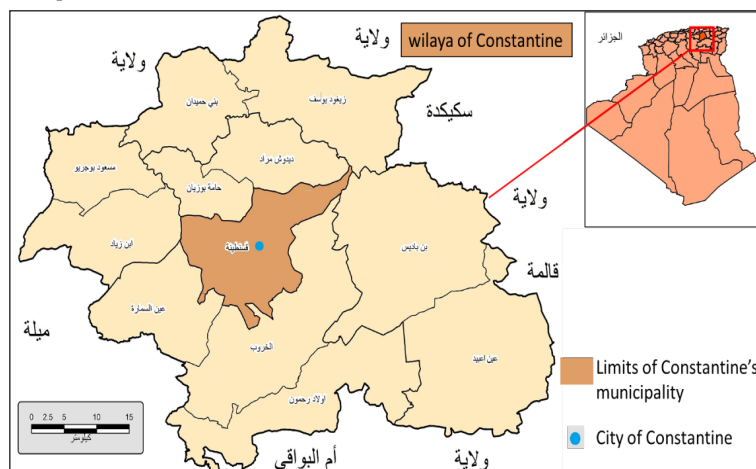 ولاية
wilaya of Constantine
الجزائر
ولاية
بني حميدان
زيغود يوسف
سكيكدة
ديدوش مراد
مسعود بوجريو
حامة بوزيان
ولاية
ابن زياد
قسنطينة
بن باديس
قالمة
عين السمارة
ميلة
الخروب
عين اعبيد
Limits of Constantine's
municipality
اولاد رحمون
0 2.5 5 10 15
كيلومتر
City of Constantine
أم البواقي
ولاية